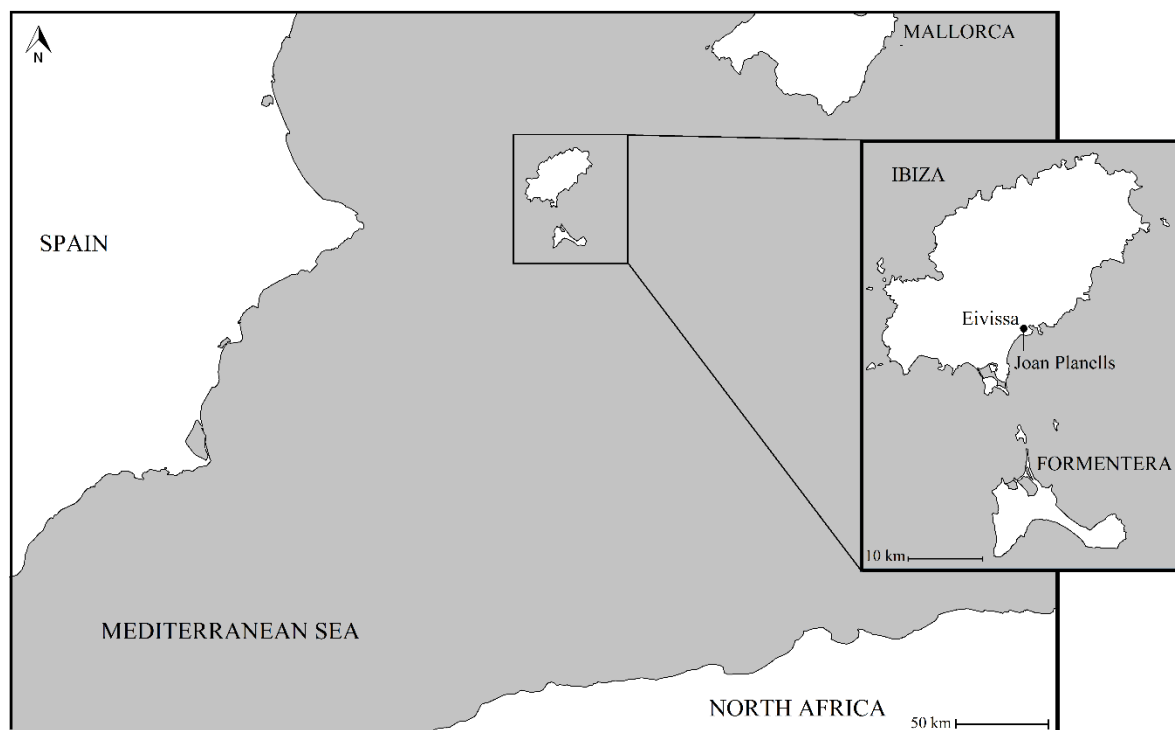 N
MALLORCA
IBIZA
SPAIN
Eivissa
Joan Planells
FORMENTERA
10 km
MEDITERRANEAN SEA
NORTH AFRICA
50 km